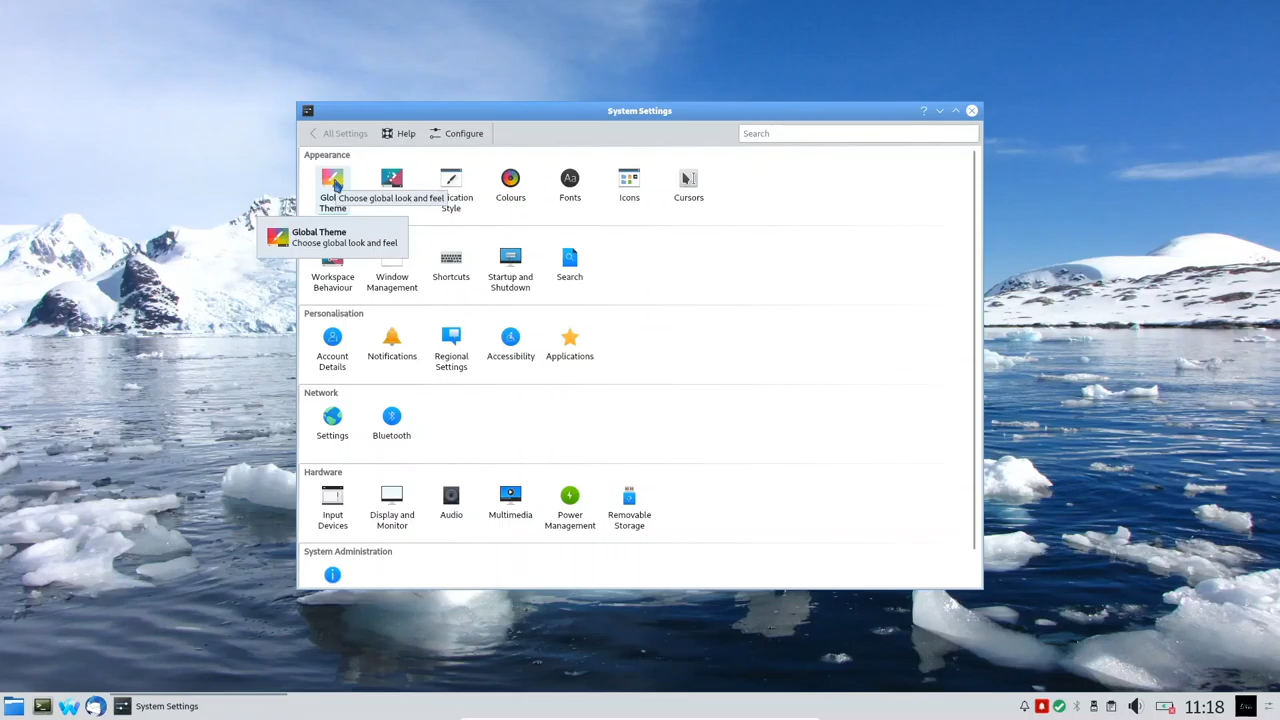 System Settings
All Settings
Help
Configure
Search
Appearance
Glo
Theme
Choose global look and feel
ication
Style
Colours
Fonts
Icons
Cursors
Global Theme
Choose global look and feel
Workspace
Behaviour
Window
Management
Shortcuts
Startup and
Shutdown
Search
Personalisation
Account
Details
Notifications
Regional
Settings
Accessibility
Applications
Network
Settings
Bluetooth
Hardware
Input
Devices
Display and
Monitor
Audio
Multimedia
Power
Management
Removable
Storage
System Administration
System Settings
11:18